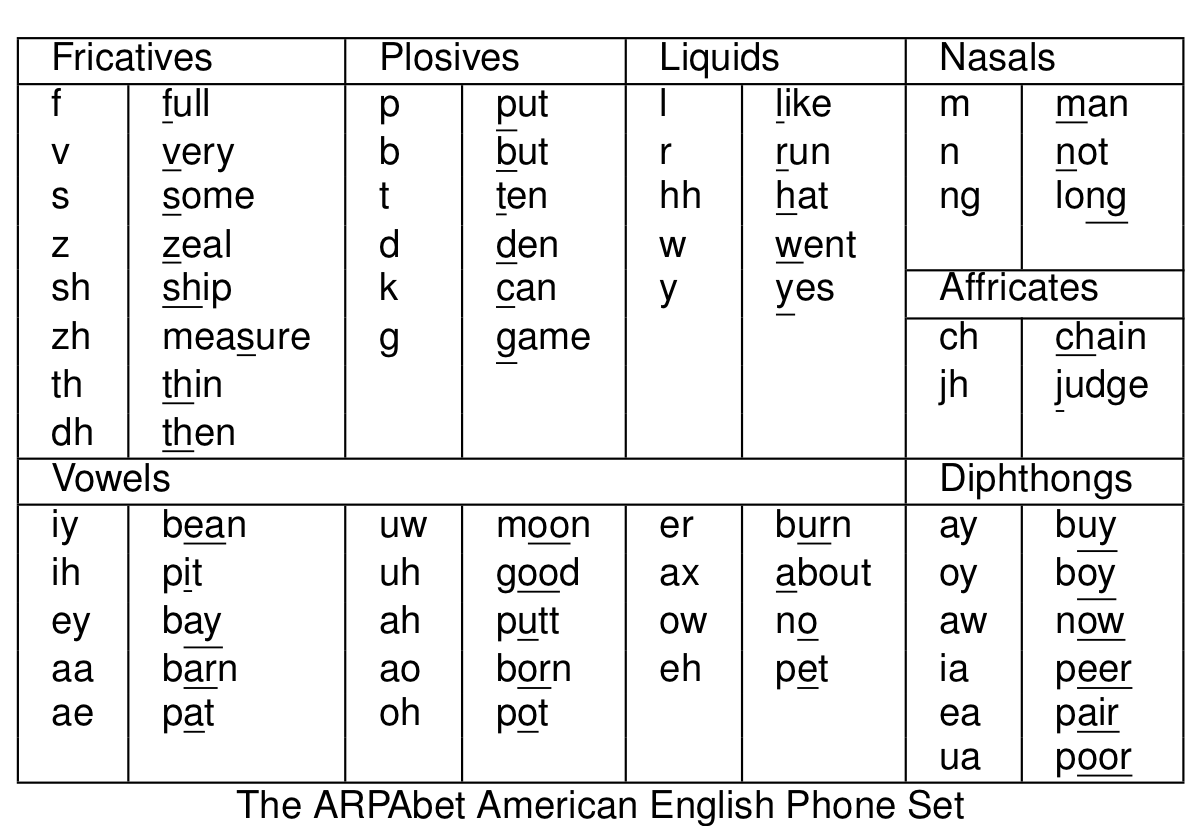 Fricatives Plosives Liquids Nasals
f full p put l like m man
v very b but r run n not
s some t ten hh hat ng long
z zeal d den w went
sh ship k can y yes Affricates
zh measure g game ch chain
th thin jh judge
dh then
Vowels Diphthongs
iy bean uw moon er burn ay buy
ih pit uh good ax about oy boy
ey bay ah putt ow no aw now
aa barn ao born eh pet ia peer
ae pat oh pot ea pair
ua poor
The ARPAbet American English Phone Set